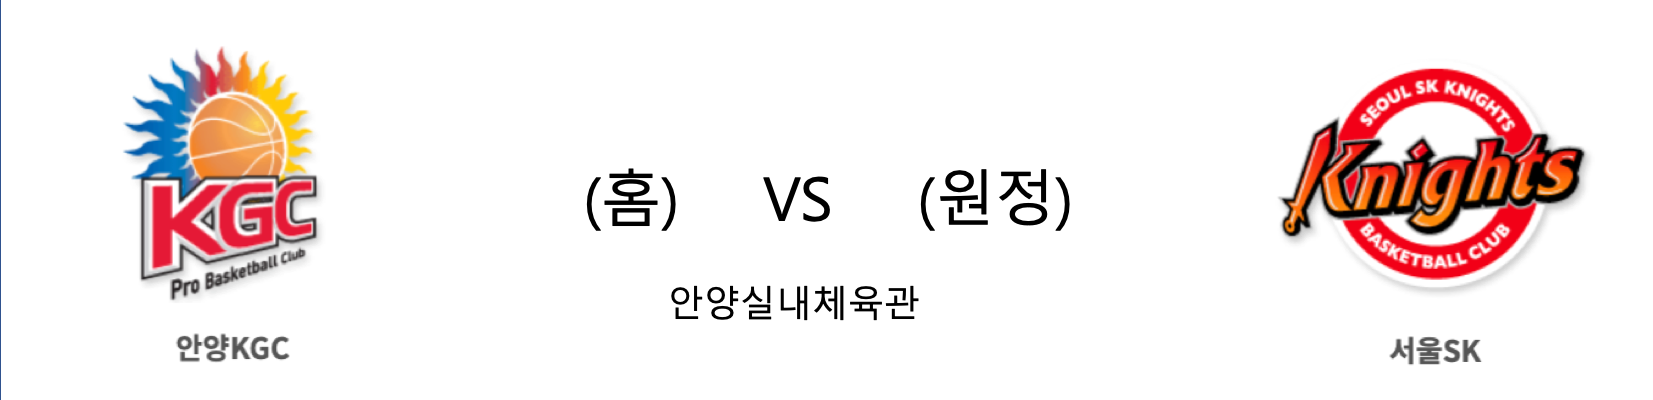 KGC
Pro Basketball Club
안양KGC
(홈) VS (원정)
안양실내체육관
SEOUL SK KNIGHTS
Knights
BASKETBALL CLUB
서울SK